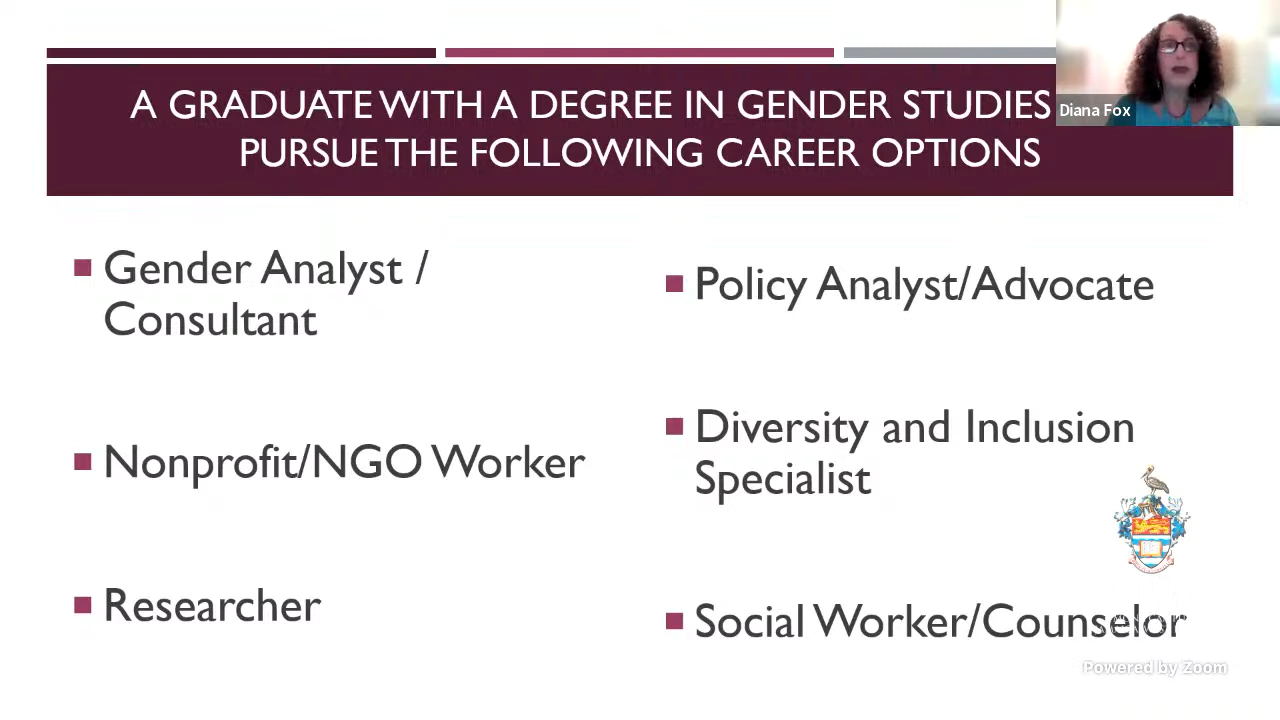 A GRADUATE WITH A DEGREE IN GENDER STUDIES
PURSUE THE FOLLOWING CAREER OPTIONS
Diana Fox
Gender Analyst /
Consultant
Nonprofit/NGO Worker
Researcher
Policy Analyst/Advocate
Diversity and Inclusion
Specialist
Social Worker/Counselor
Powered by Zoom